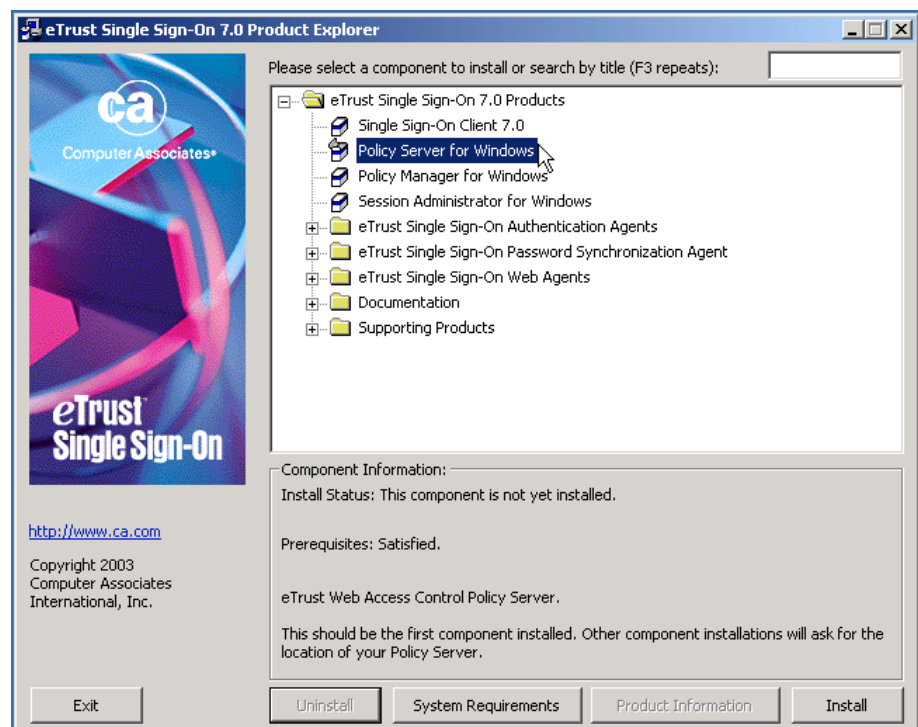 eTrust Single Sign-On 7.0 Product Explorer
Please select a component to install or search by title (F3 repeats):
ca
Computer Associates®
eTrust Single Sign-On 7.0 Products
Single Sign-On Client 7.0
Policy Server for Windows
Policy Manager for Windows
Session Administrator for Windows
eTrust Single Sign-On Authentication Agents
eTrust Single Sign-On Password Synchronization Agent
eTrust Single Sign-On Web Agents
Documentation
Supporting Products
eTrust™
Single Sign-On
http://www.ca.com
Copyright 2003
Computer Associates
International, Inc.
Component Information:
Install Status: This component is not yet installed.
Prerequisites: Satisfied.
eTrust Web Access Control Policy Server.
This should be the first component installed. Other component installations will ask for the
location of your Policy Server.
Exit
Uninstall
System Requirements
Product Information
Install